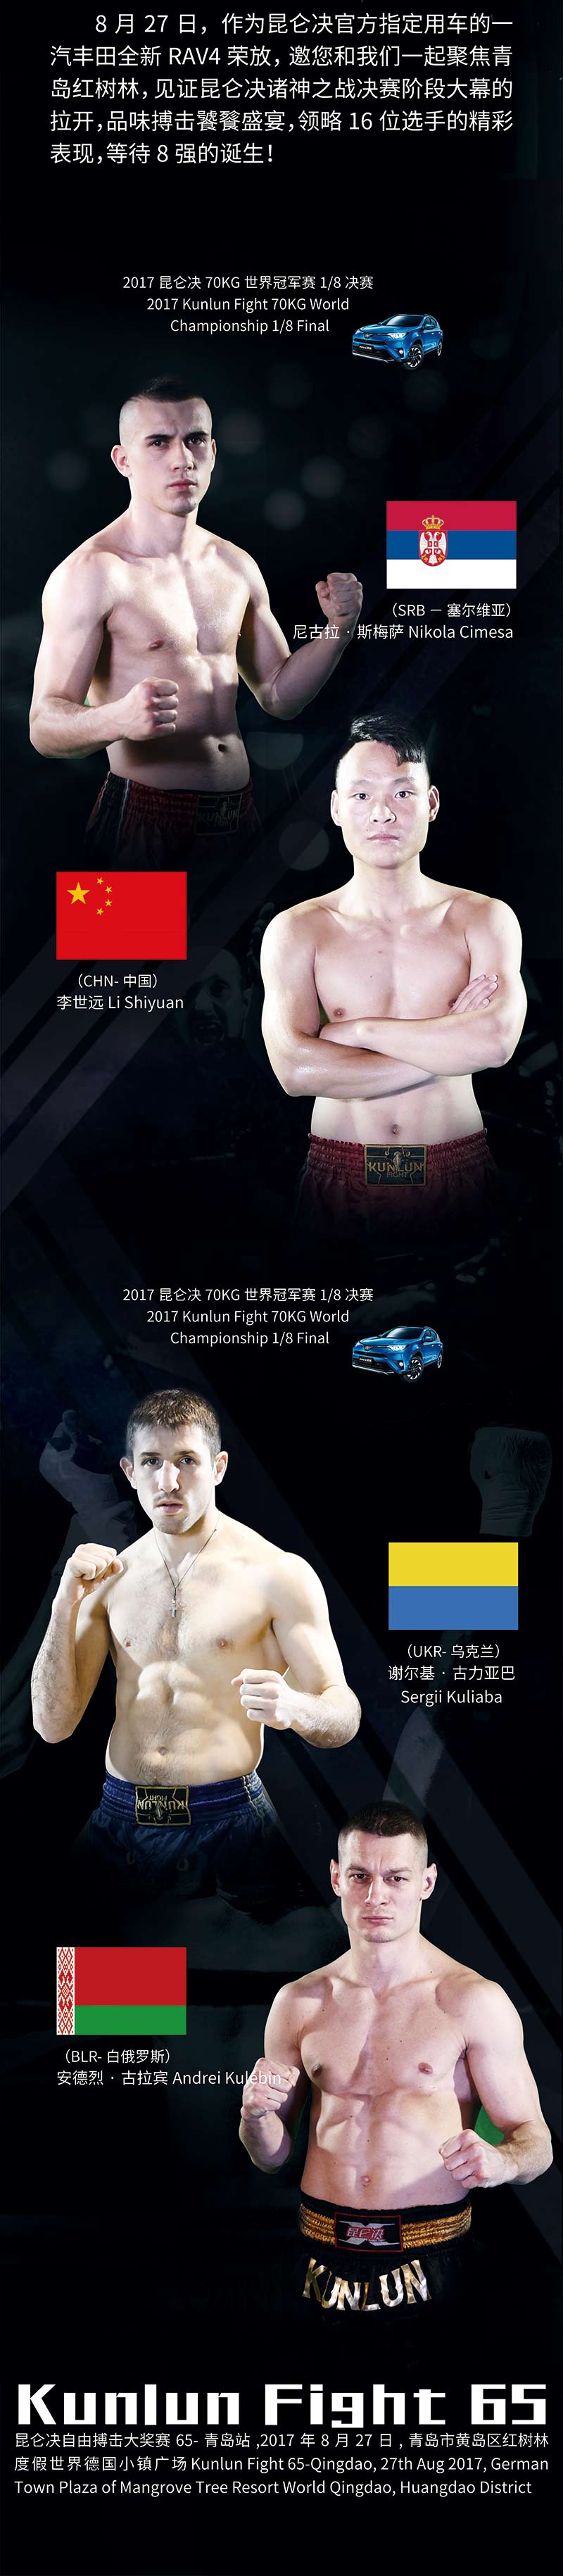 8 月 27 日，作为昆仑决官方指定用车的一
汽丰田全新 RAV4 荣放，邀您和我们一起聚焦青
岛红树林，见证昆仑决诸神之战决赛阶段大幕的
拉开，品味搏击饕餮盛宴，领略 16 位选手的精彩
表现，等待 8 强的诞生！
2017 昆仑决 70KG 世界冠军赛 1/8 决赛
2017 Kunlun Fight 70KG World
Championship 1/8 Final
（SRB － 塞尔维亚）
尼古拉 · 斯梅萨 Nikola Cimesa
KUNLUN
（CHN- 中国）
李世远 Li Shiyuan
KUNLUN
FIGHT
2017 昆仑决 70KG 世界冠军赛 1/8 决赛
2017 Kunlun Fight 70KG World
Championship 1/8 Final
（UKR- 乌克兰）
谢尔基 · 古力亚巴
Sergii Kuliaba
KUNLUN
FIGHT
（BLR- 白俄罗斯）
安德烈 · 古拉宾 Andrei Kulebin
昆仑决
KUNLUN
Kunlun Fight 65
昆仑决自由搏击大奖赛 65- 青岛站 ,2017 年 8 月 27 日 , 青岛市黄岛区红树林
度假世界德国小镇广场 Kunlun Fight 65-Qingdao, 27th Aug 2017, German
Town Plaza of Mangrove Tree Resort World Qingdao, Huangdao District